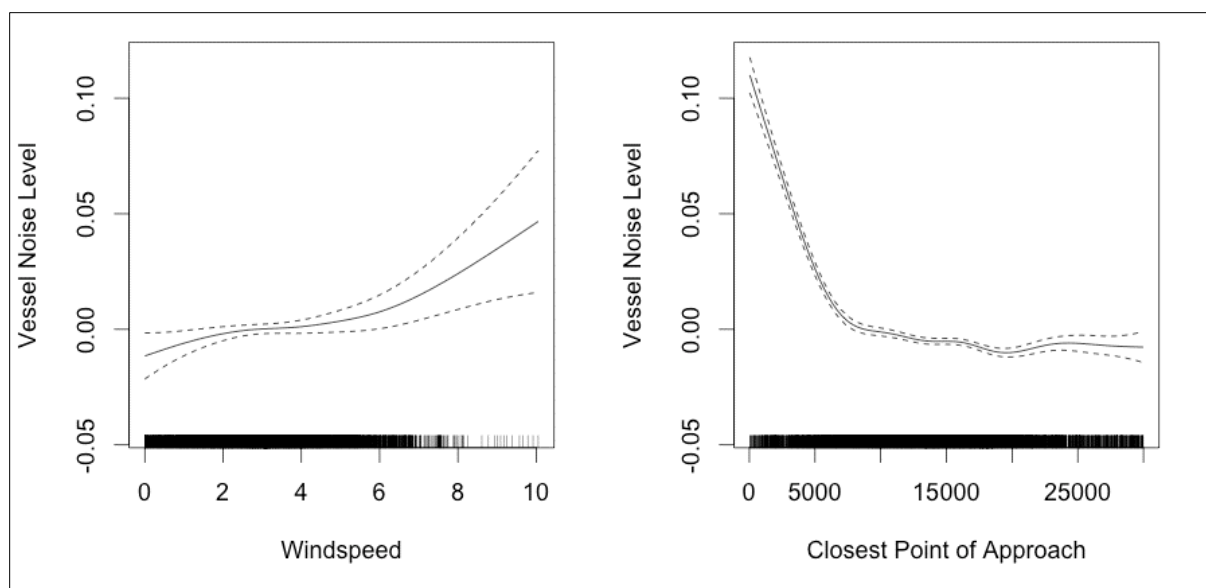 Vessel Noise Level
0.10
0.05
0.00
-0.05
0 2 4 6 8 10
Windspeed
Vessel Noise Level
0.10
0.05
0.00
-0.05
0 5000 15000 25000
Closest Point of Approach